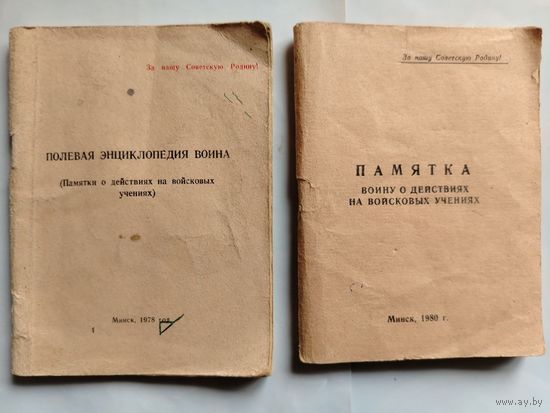 За нашу Советскую Родину!
ПОЛЕВАЯ ЭНЦИКЛОПЕДИЯ ВОИНА
(Памятки о действиях на войсковых
учениях)
Минск, 1978 год
За нашу Советскую Родину!
ПАМЯТКА
ВОИНУ О ДЕЙСТВИЯХ
НА ВОЙСКОВЫХ УЧЕНИЯХ
Минск, 1980 г.
www.ay.by